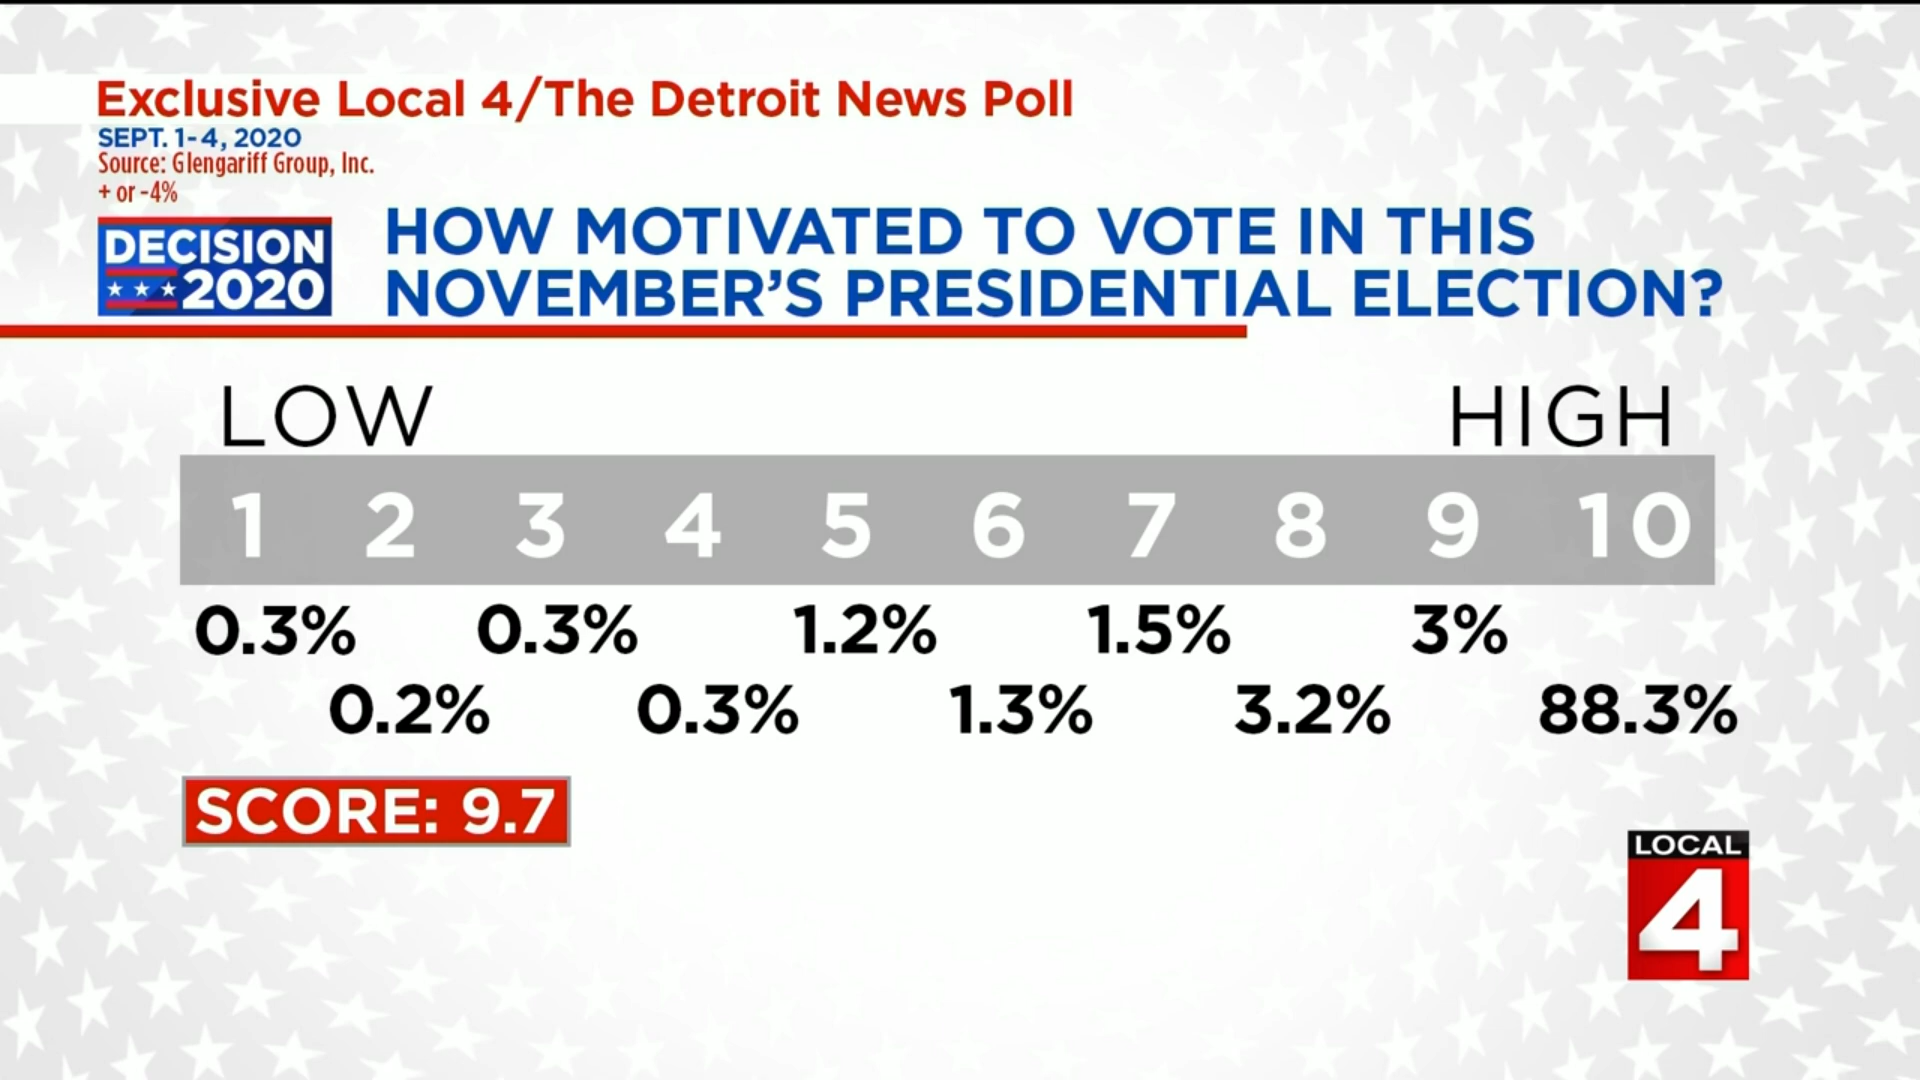 Exclusive Local 4/The Detroit News Poll
SEPT. 1-4, 2020
Source: Glengariff Group, Inc.
+ or -4%
DECISION
2020
HOW MOTIVATED TO VOTE IN THIS
NOVEMBER'S PRESIDENTIAL ELECTION?
LOW HIGH
1 2 3 4 5 6 7 8 9 10
0.3% 0.3% 1.2% 1.5% 3%
0.2% 0.3% 1.3% 3.2% 88.3%
SCORE: 9.7
LOCAL
4